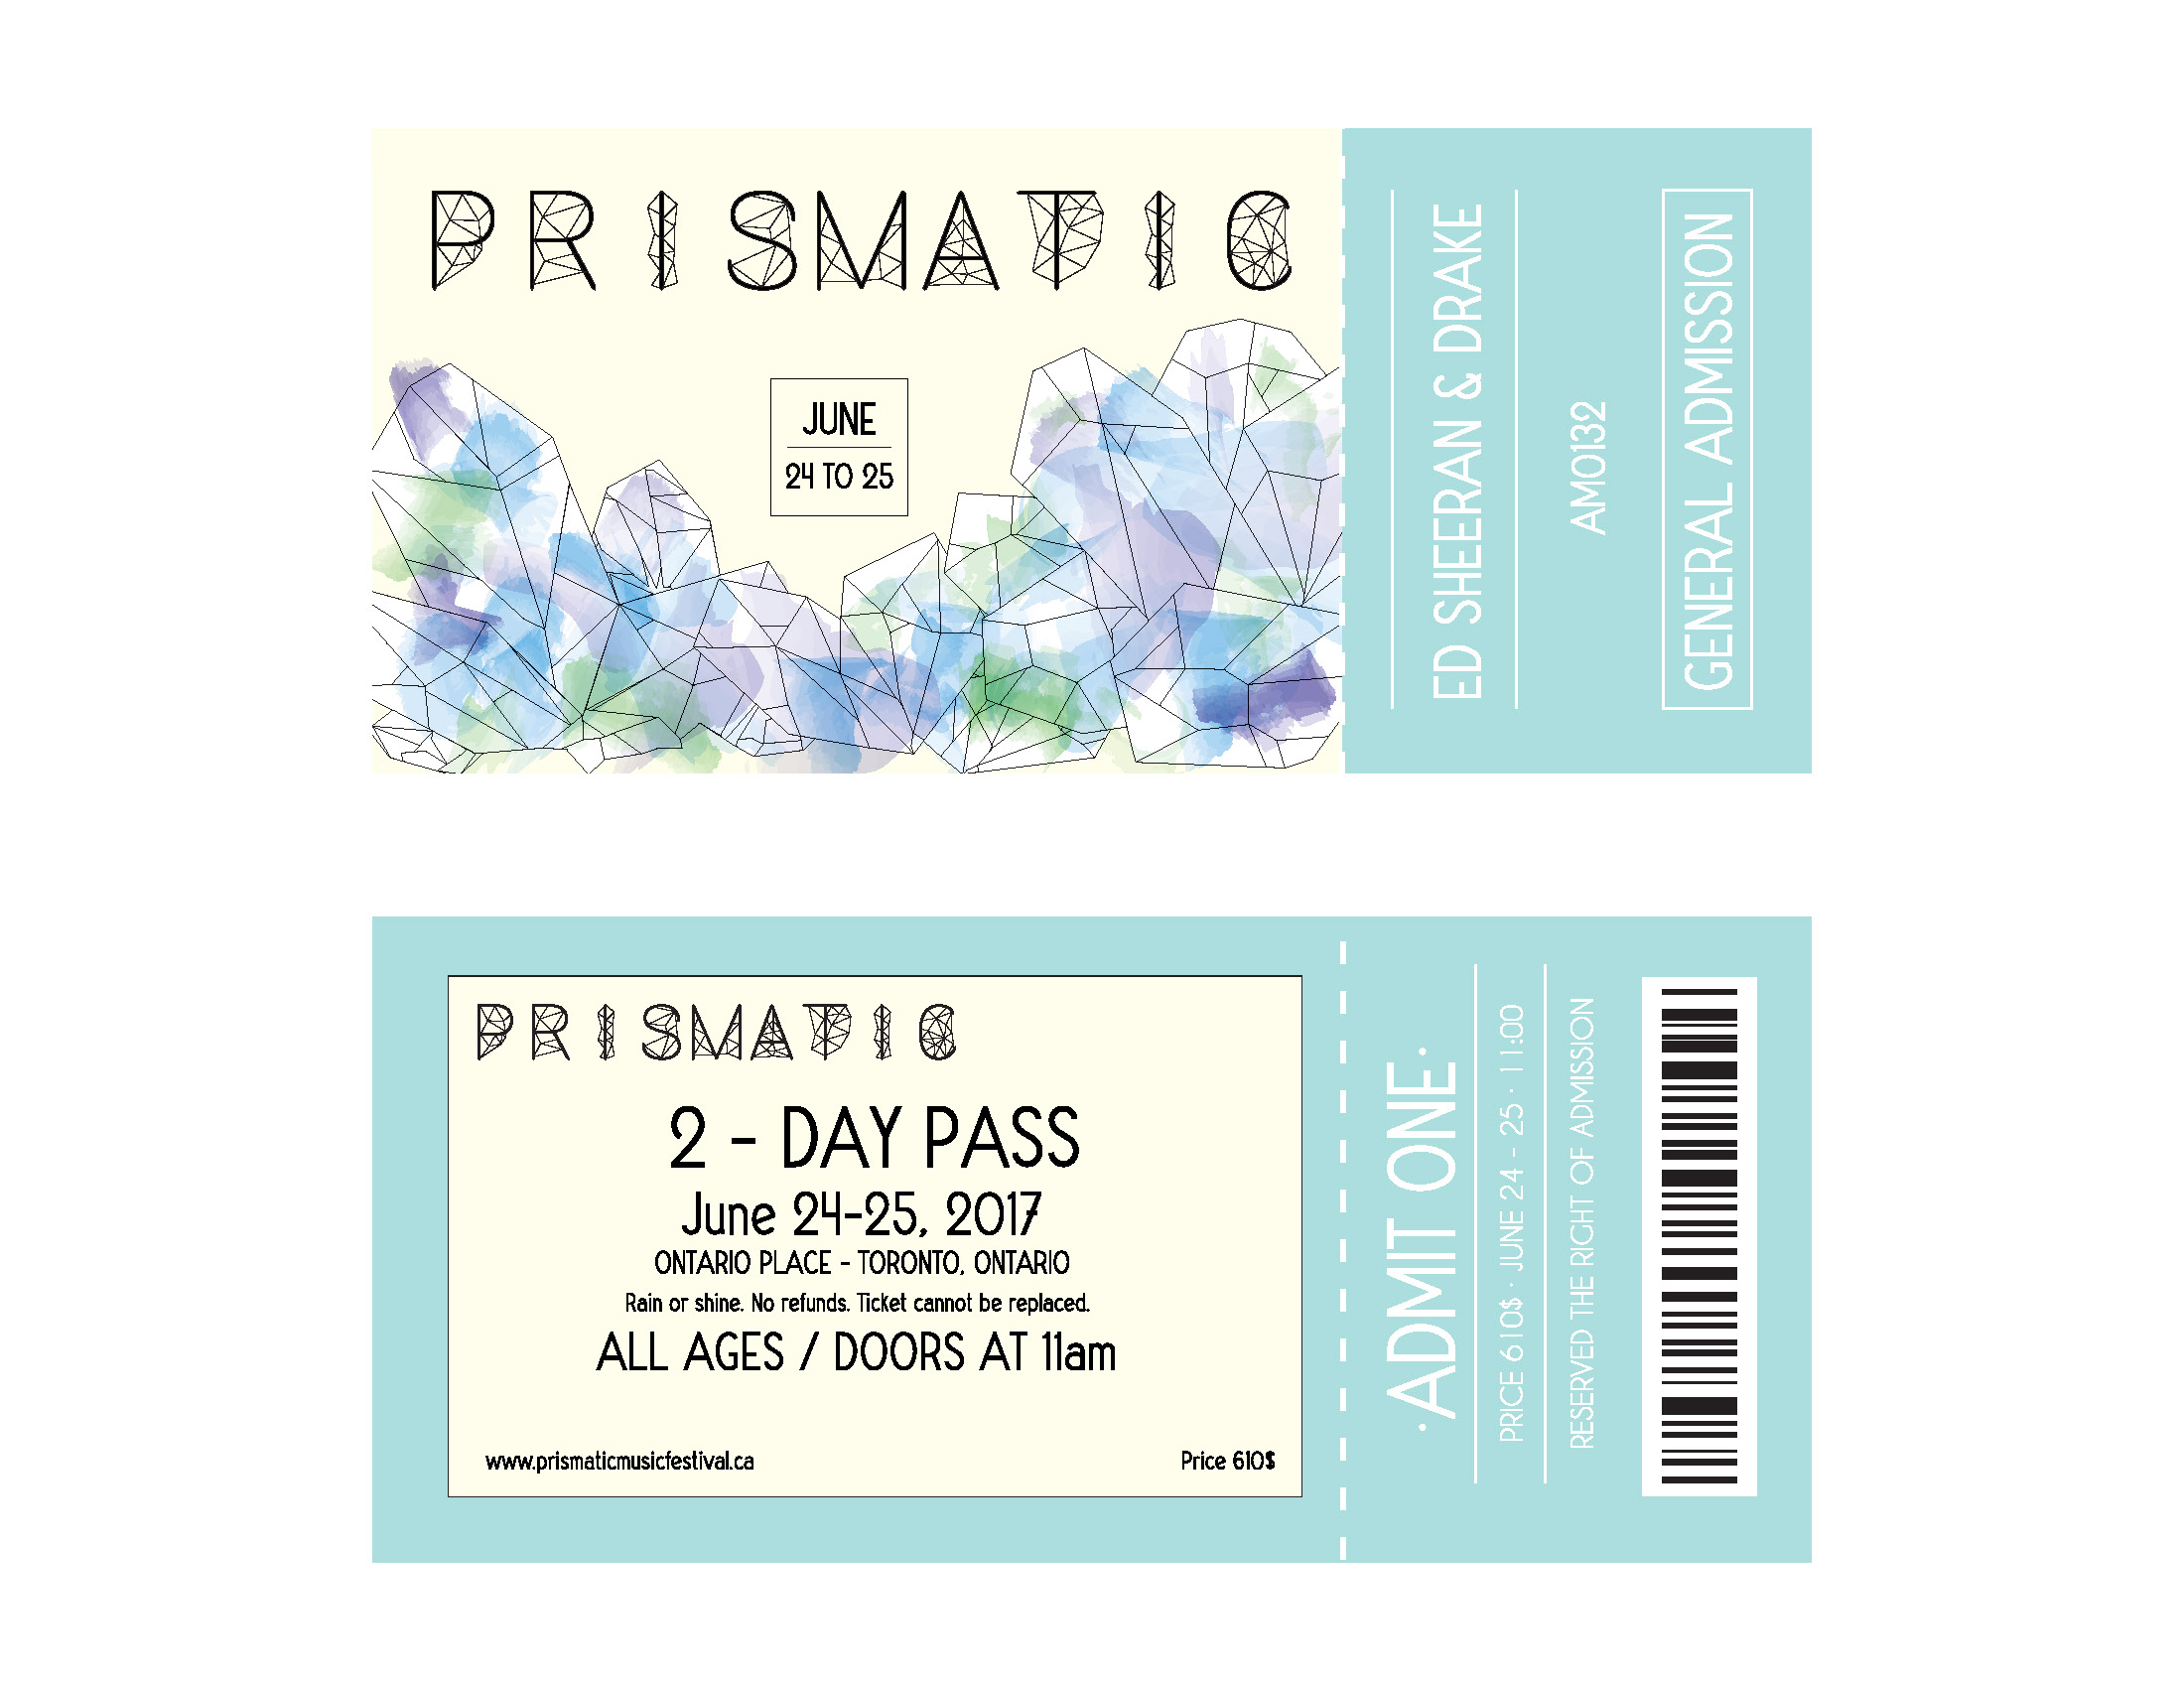 PRISMATIC
JUNE
24 TO 25
ED SHEERAN & DRAKE
AM0132
GENERAL ADMISSION
PRISMATIC
2 - DAY PASS
June 24-25, 2017
ONTARIO PLACE - TORONTO, ONTARIO
Rain or shine. No refunds. Ticket cannot be replaced.
ALL AGES / DOORS AT 11am
www.prismaticmusicfestival.ca
Price 610$
· ADMIT ONE ·
PRICE 610$ · JUNE 24 - 25 · 11:00
RESERVED THE RIGHT OF ADMISSION